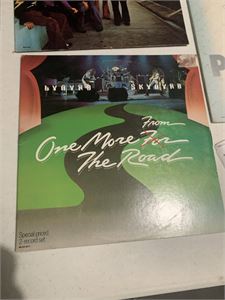 LYNYRD SKYNYRD
One More From
For The Road
Special priced
2-record set